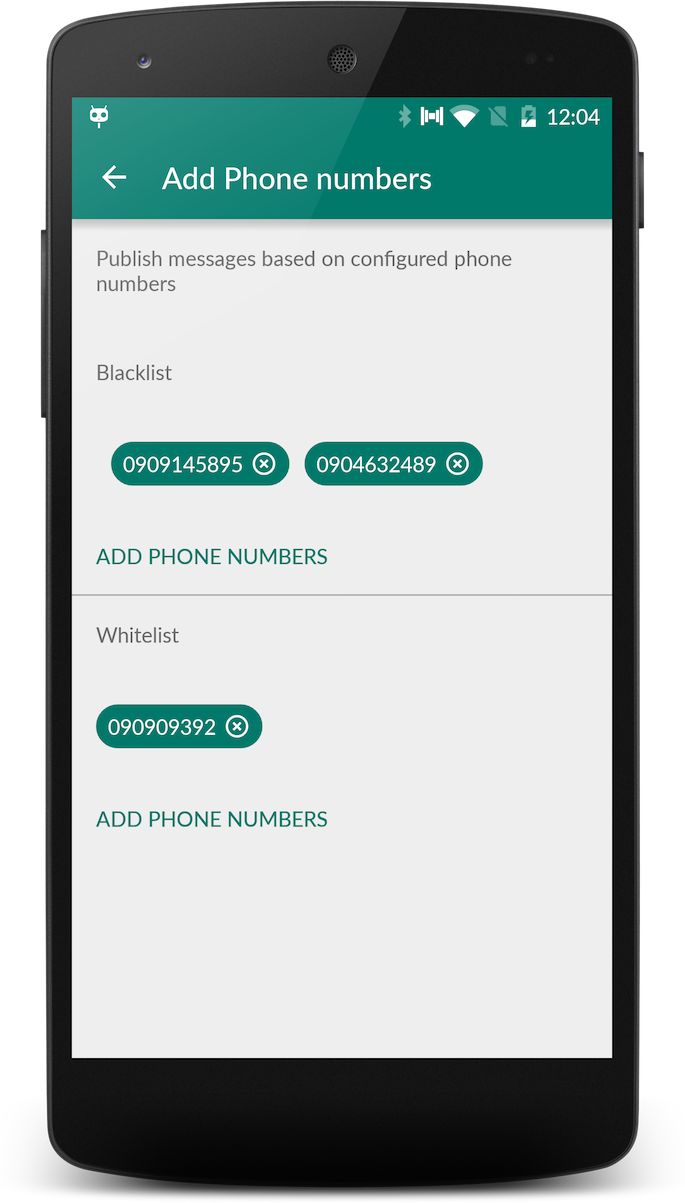 12:04
Add Phone numbers
Publish messages based on configured phone
numbers
Blacklist
0909145895 0904632489
ADD PHONE NUMBERS
Whitelist
090909392
ADD PHONE NUMBERS